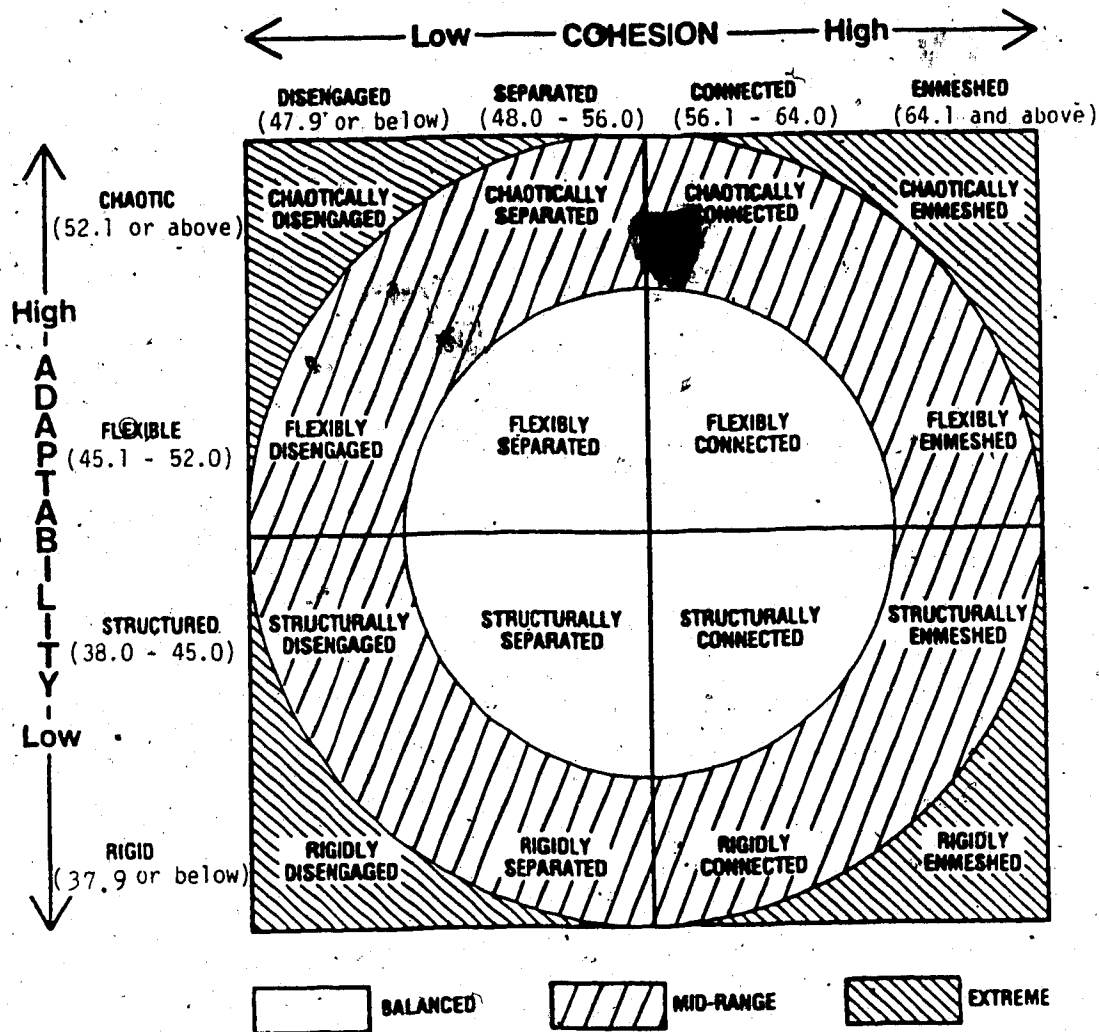 Low COHESION High
DISENGAGED SEPARATED CONNECTED ENMESHED
(47.9 or below) (48.0 - 56.0) (56.1 - 64.0) (64.1 and above)
CHAOTIC
(52.1 or above)
CHAOTICALLY CHAOTICALLY CHAOTICALLY CHAOTICALLY
DISENGAGED SEPARATED CONNECTED ENMESHED
High
ADAPTABILITY
FLEXIBLE
(45.1 - 52.0)
FLEXIBLY FLEXIBLY FLEXIBLY FLEXIBLY
DISENGAGED SEPARATED CONNECTED ENMESHED
STRUCTURED
(38.0 - 45.0)
STRUCTURALLY STRUCTURALLY STRUCTURALLY STRUCTURALLY
DISENGAGED SEPARATED CONNECTED ENMESHED
Low
RIGID
(37.9 or below)
RIGIDLY RIGIDLY RIGIDLY RIGIDLY
DISENGAGED SEPARATED CONNECTED ENMESHED
BALANCED MID-RANGE EXTREME